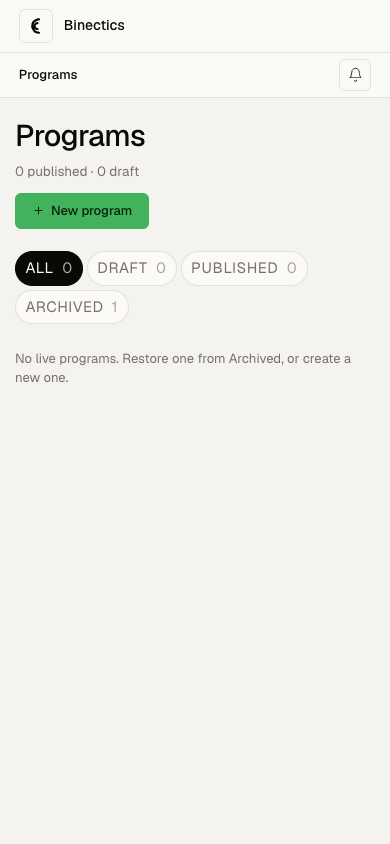 Binectics
Programs
Programs
0 published · 0 draft
+ New program
ALL 0 DRAFT 0 PUBLISHED 0
ARCHIVED 1
No live programs. Restore one from Archived, or create a
new one.